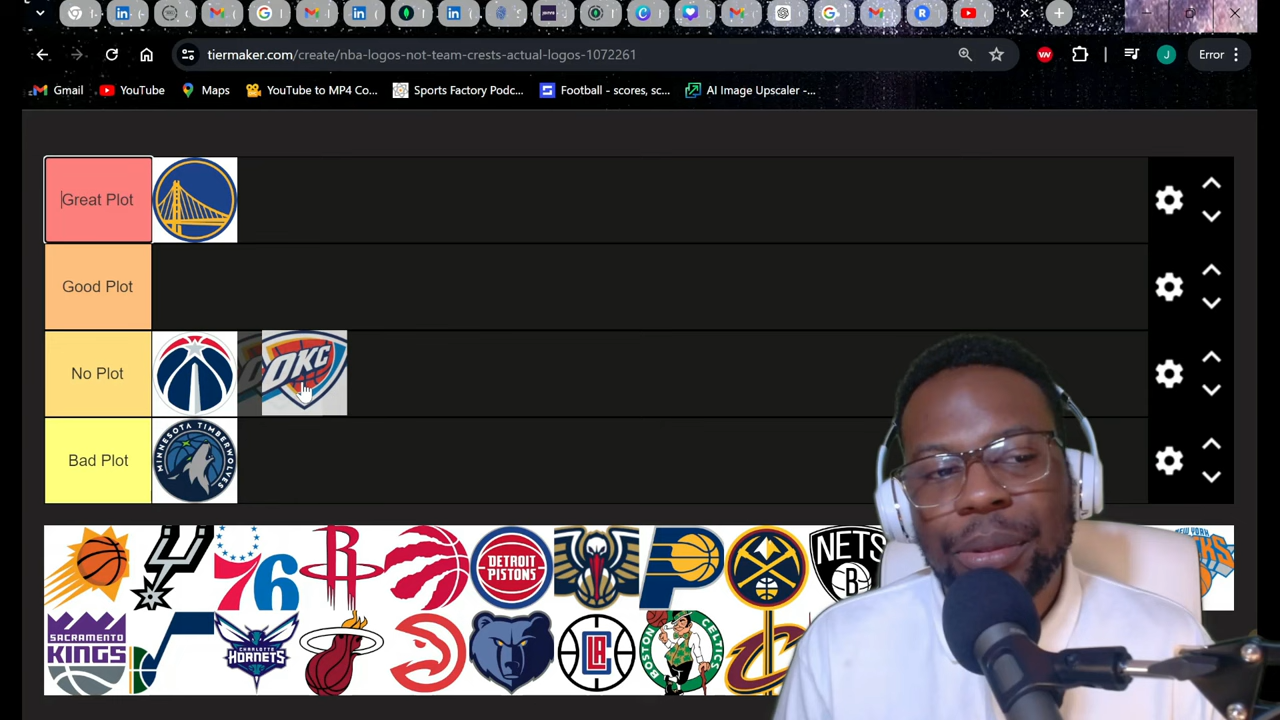 tiermaker.com/create/nba-logos-not-team-crests-actual-logos-1072261
J
Error
Gmail
YouTube
Maps
YouTube to MP4 Co...
Sports Factory Podc...
Football - scores, sc...
AI Image Upscaler -...
Great Plot
Good Plot
No Plot
OKC
Bad Plot
MINNESOTA TIMBERWOLVES
76
R
DETROIT PISTONS
NETS
B
SACRAMENTO
KINGS
CHARLOTTE
HORNETS
LAC
BOSTON CELTICS
C